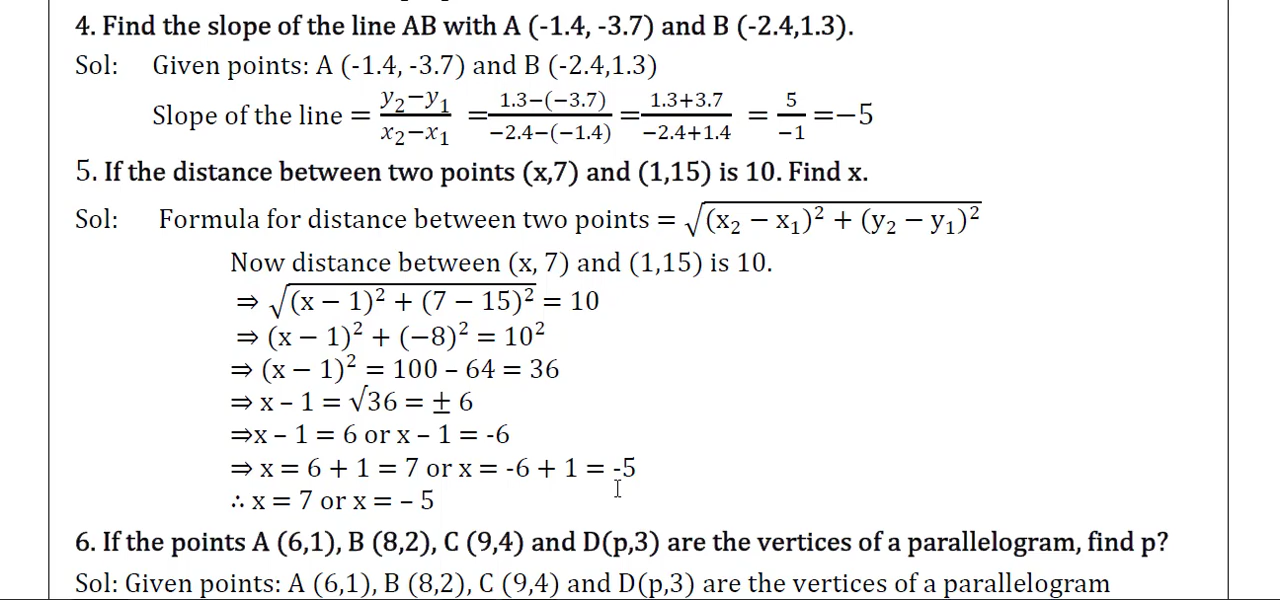 4. Find the slope of the line AB with A (-1.4, -3.7) and B (-2.4,1.3).
Sol: Given points: A (-1.4, -3.7) and B (-2.4,1.3)
Slope of the line = \frac{y₂−y₁}{x₂−x₁} = \frac{1.3−(−3.7)}{−2.4−(−1.4)} = \frac{1.3+3.7}{−2.4+1.4} = \frac{5}{−1} =−5
5. If the distance between two points (x,7) and (1,15) is 10. Find x.
Sol: Formula for distance between two points = √((x₂ − x₁)² + (y₂ − y₁)²)
Now distance between (x, 7) and (1,15) is 10.
⇒ √((x − 1)² + (7 − 15)²) = 10
⇒ (x − 1)² + (−8)² = 10²
⇒ (x − 1)² = 100 – 64 = 36
⇒ x – 1 = √36 = ± 6
⇒x – 1 = 6 or x – 1 = -6
⇒ x = 6 + 1 = 7 or x = -6 + 1 = -5
∴ x = 7 or x = – 5
6. If the points A (6,1), B (8,2), C (9,4) and D(p,3) are the vertices of a parallelogram, find p?
Sol: Given points: A (6,1), B (8,2), C (9,4) and D(p,3) are the vertices of a parallelogram